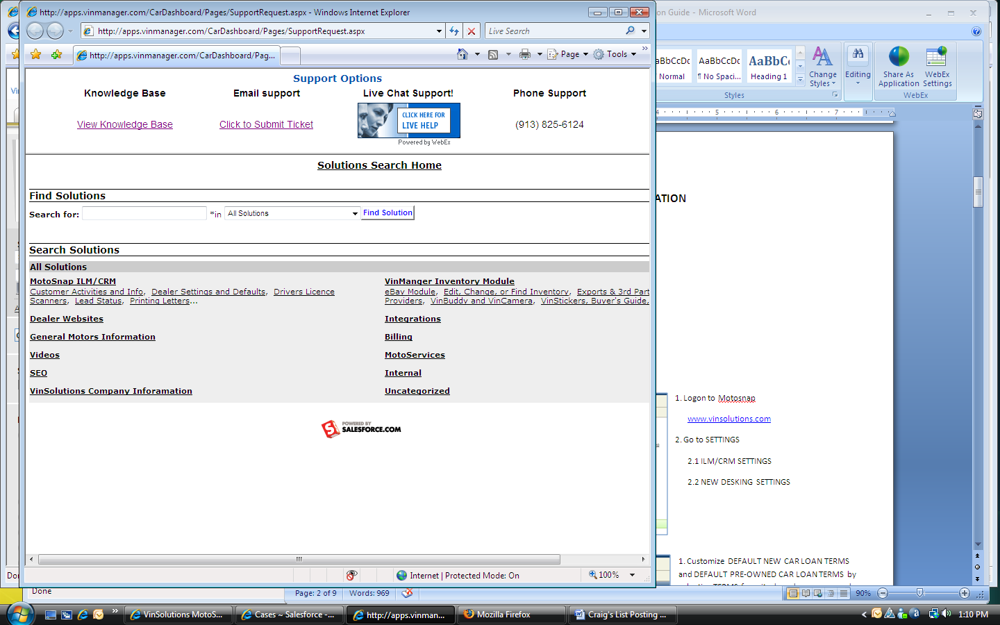 http://apps.vinmanager.com/CarDashboard/Pages/SupportRequest.aspx - Windows Internet Explorer
on Guide - Microsoft Word
http://apps.vinmanager.com/CarDashboard/Pages/SupportRequest.aspx
Live Search
http://apps.vinmanager.com/CarDashboard/Pag...
Page
Tools
AaBbCcDc
AaBbCc
Normal
¶ No Spaci...
Heading 1
Change Styles
Editing
Share As Application
WebEx Settings
Styles
WebEx
Support Options
Knowledge Base
Email support
Live Chat Support!
Phone Support
View Knowledge Base
Click to Submit Ticket
CLICK HERE FOR
LIVE HELP
(913) 825-6124
Powered by WebEx
Solutions Search Home
Find Solutions
Search for:
*in
All Solutions
Find Solution
Search Solutions
All Solutions
MotoSnap ILM/CRM
Customer Activities and Info, Dealer Settings and Defaults, Drivers Licence
Scanners, Lead Status, Printing Letters...
VinManger Inventory Module
eBay Module, Edit, Change, or Find Inventory, Exports & 3rd Part
Providers, VinBuddy and VinCamera, VinStickers, Buyer's Guide,
Dealer Websites
Integrations
General Motors Information
Billing
Videos
MotoServices
SEO
Internal
VinSolutions Company Inforamation
Uncategorized
POWERED BY
SALESFORCE.COM
4 5 6 7
ATION
1. Logon to Motosnap
www.vinsolutions.com
2. Go to SETTINGS
2.1 ILM/CRM SETTINGS
2.2 NEW DESKING SETTINGS
1. Customize DEFAULT NEW CAR LOAN TERMS
and DEFAULT PRE-OWNED CAR LOAN TERMS by
Internet | Protected Mode: On
100%
Done
Page: 2 of 9
Words: 969
90%
VinSolutions MotoS...
Cases ~ Salesforce -...
http://apps.vinman...
Mozilla Firefox
Craig's List Posting ...
1:10 PM